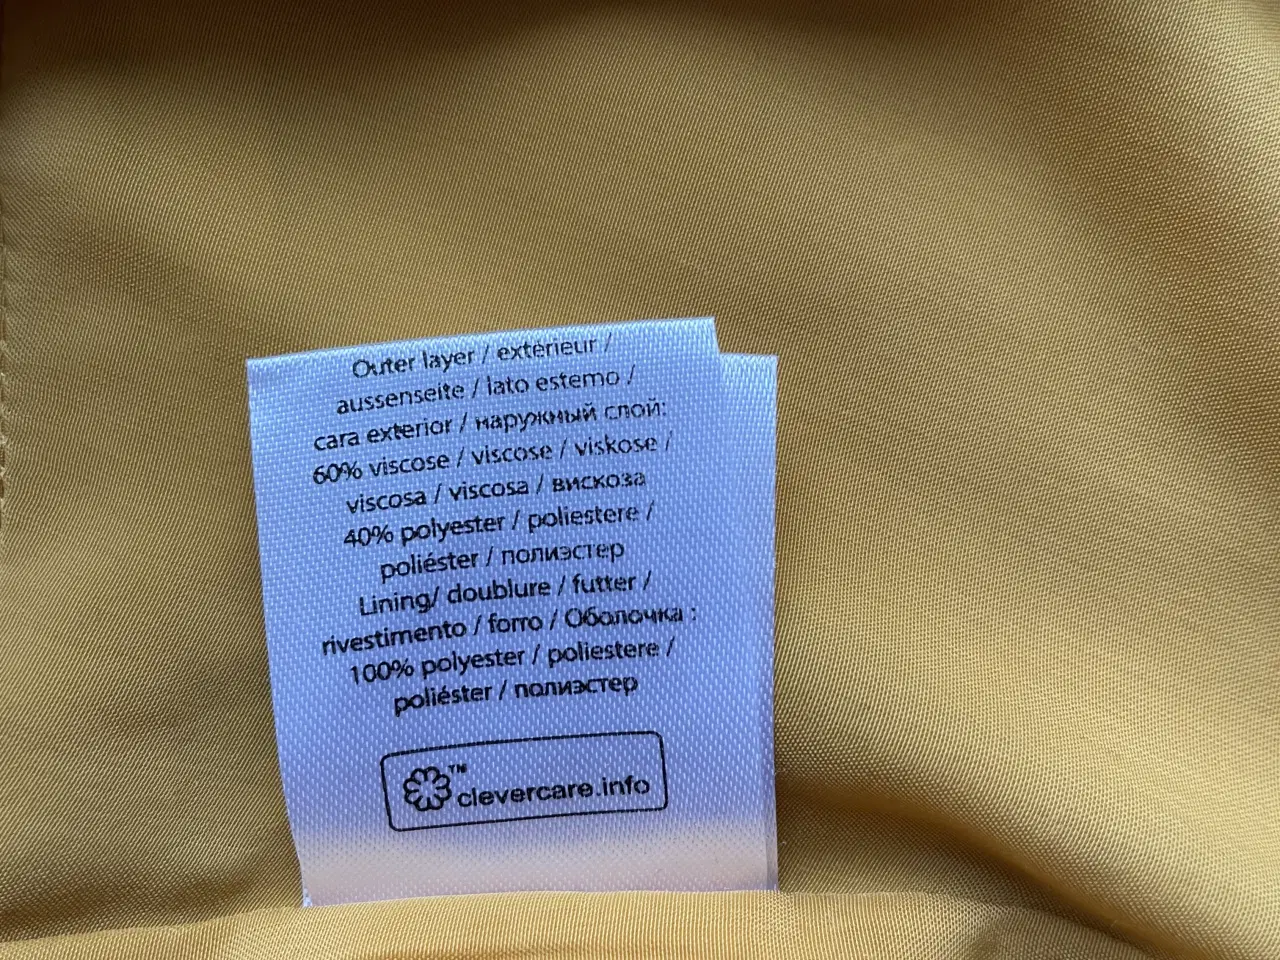 Outer layer / extérieur /
aussenseite / lato esterno /
cara exterior / наружный слой:
60% viscose / viscose / viskose /
viscosa / viscosa / вискоза
40% polyester / poliestere /
poliéster / полиэстер
Lining/ doublure / futter /
rivestimento / forro / Оболочка :
100% polyester / poliestere /
poliéster / полиэстер
TM
clevercare.info